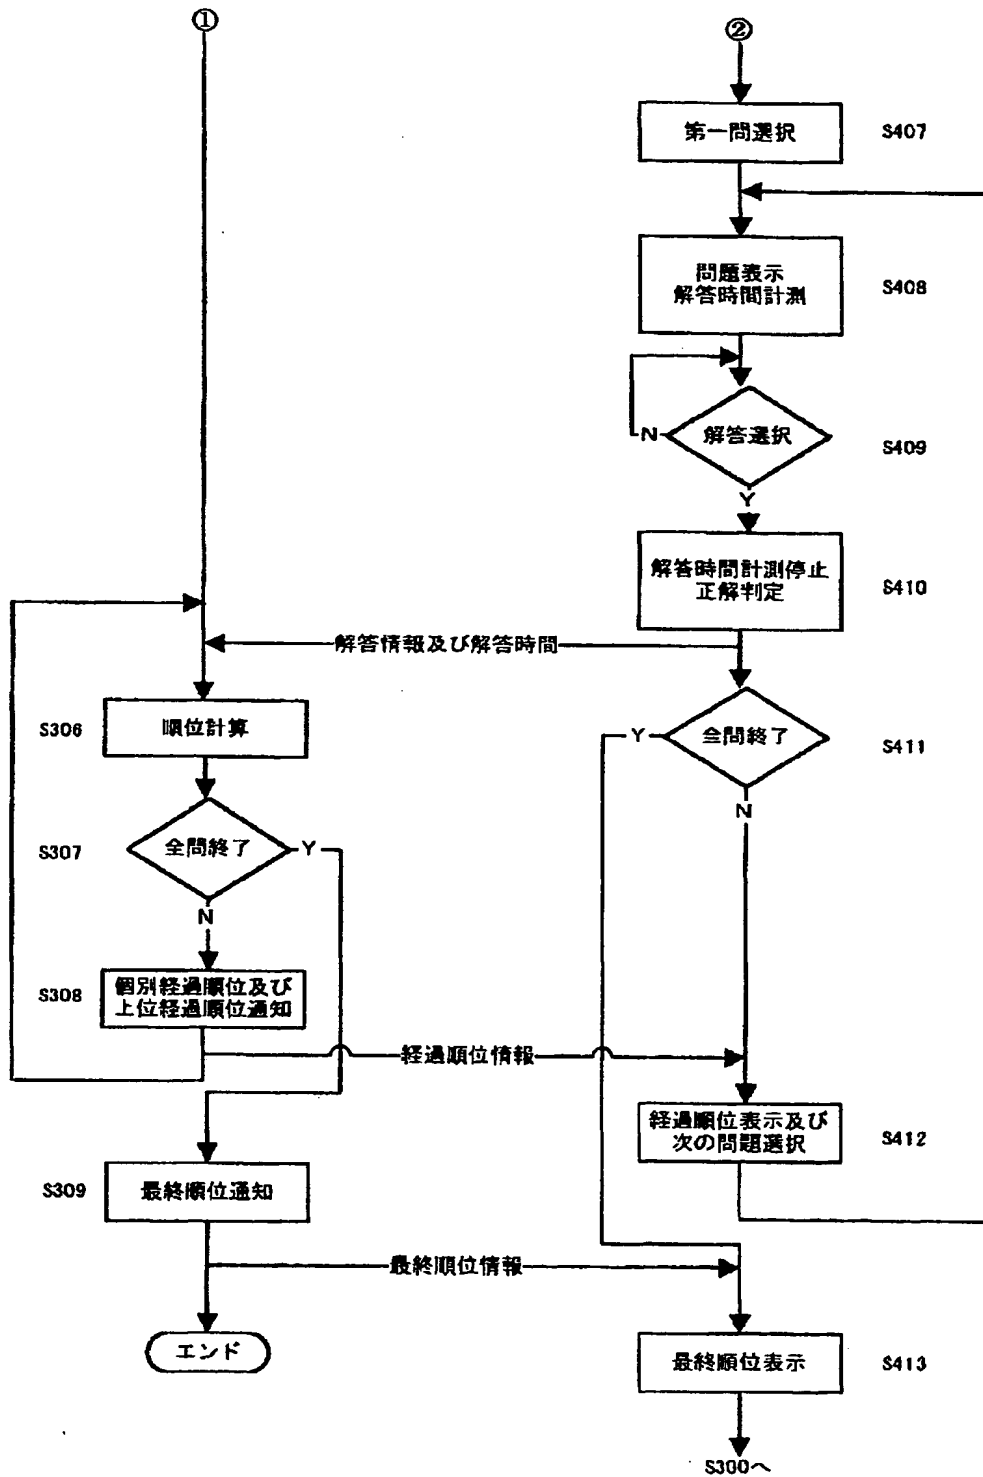 ①
②
第一問選択
S407
問題表示
解答時間計測
S408
解答選択
N
S409
Y
解答時間計測停止
正解判定
S410
解答情報及び解答時間
S306
順位計算
全問終了
Y
S411
N
S307
全問終了
Y
N
S308
個別経過順位及び
上位経過順位通知
経過順位情報
経過順位表示及び
次の問題選択
S412
S309
最終順位通知
最終順位情報
エンド
最終順位表示
S413
S300へ